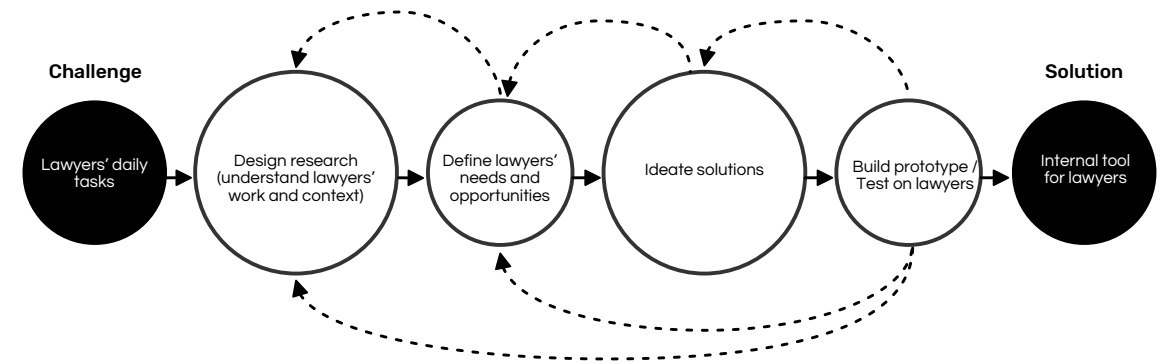 Challenge
Lawyers’ daily
tasks
Design research
(understand lawyers’
work and context)
Define lawyers’
needs and
opportunities
Ideate solutions
Build prototype /
Test on lawyers
Solution
Internal tool
for lawyers